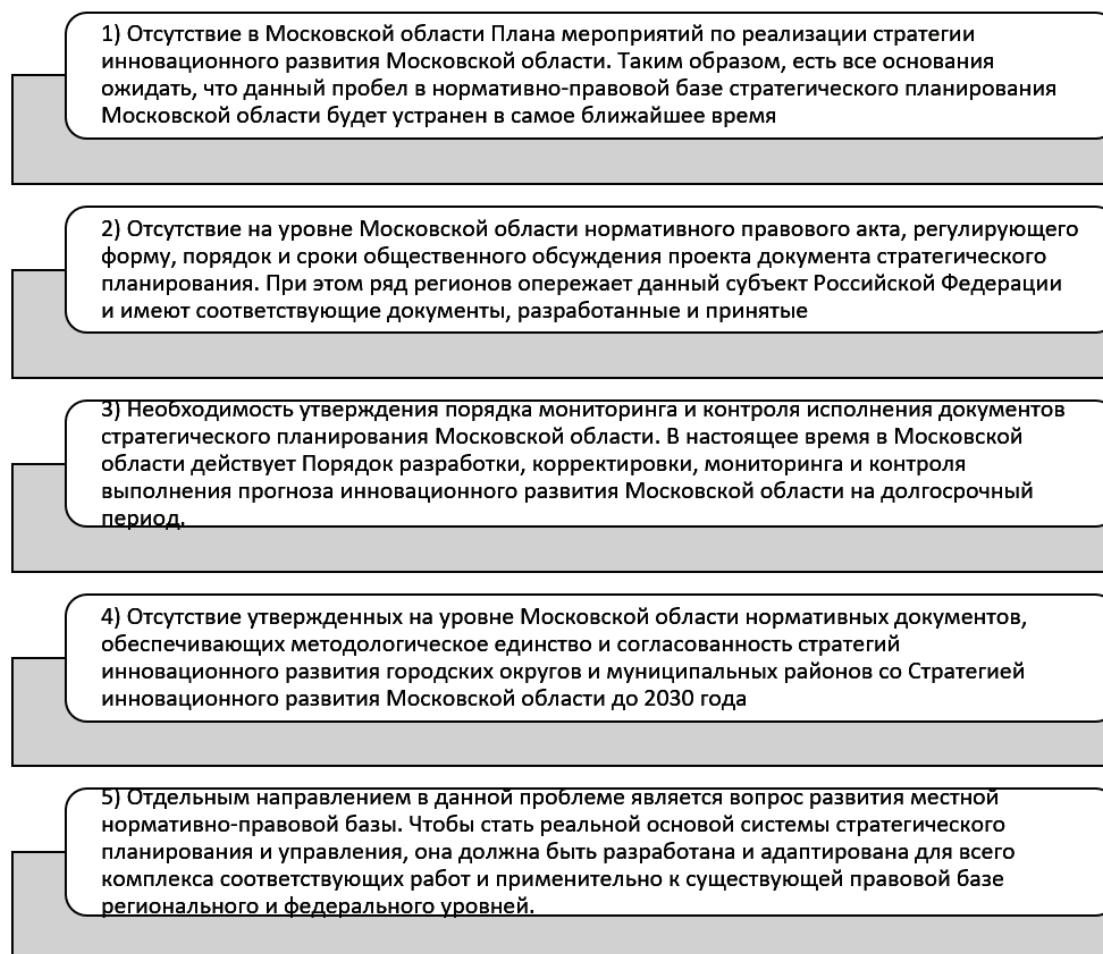 1) Отсутствие в Московской области Плана мероприятий по реализации стратегии
инновационного развития Московской области. Таким образом, есть все основания
ожидать, что данный пробел в нормативно-правовой базе стратегического планирования
Московской области будет устранен в самое ближайшее время
2) Отсутствие на уровне Московской области нормативного правового акта, регулирующего
форму, порядок и сроки общественного обсуждения проекта документа стратегического
планирования. При этом ряд регионов опережает данный субъект Российской Федерации
и имеют соответствующие документы, разработанные и принятые
3) Необходимость утверждения порядка мониторинга и контроля исполнения документов
стратегического планирования Московской области. В настоящее время в Московской
области действует Порядок разработки, корректировки, мониторинга и контроля
выполнения прогноза инновационного развития Московской области на долгосрочный
период.
4) Отсутствие утвержденных на уровне Московской области нормативных документов,
обеспечивающих методологическое единство и согласованность стратегий
инновационного развития городских округов и муниципальных районов со Стратегией
инновационного развития Московской области до 2030 года
5) Отдельным направлением в данной проблеме является вопрос развития местной
нормативно-правовой базы. Чтобы стать реальной основой системы стратегического
планирования и управления, она должна быть разработана и адаптирована для всего
комплекса соответствующих работ и применительно к существующей правовой базе
регионального и федерального уровней.